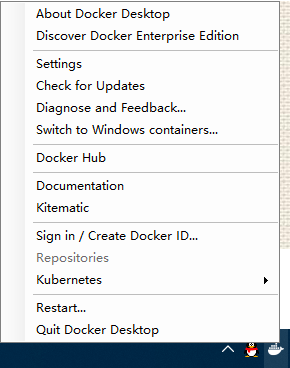 About Docker Desktop
Discover Docker Enterprise Edition
Settings
Check for Updates
Diagnose and Feedback...
Switch to Windows containers...
Docker Hub
Documentation
Kitematic
Sign in / Create Docker ID...
Repositories
Kubernetes
Restart...
Quit Docker Desktop